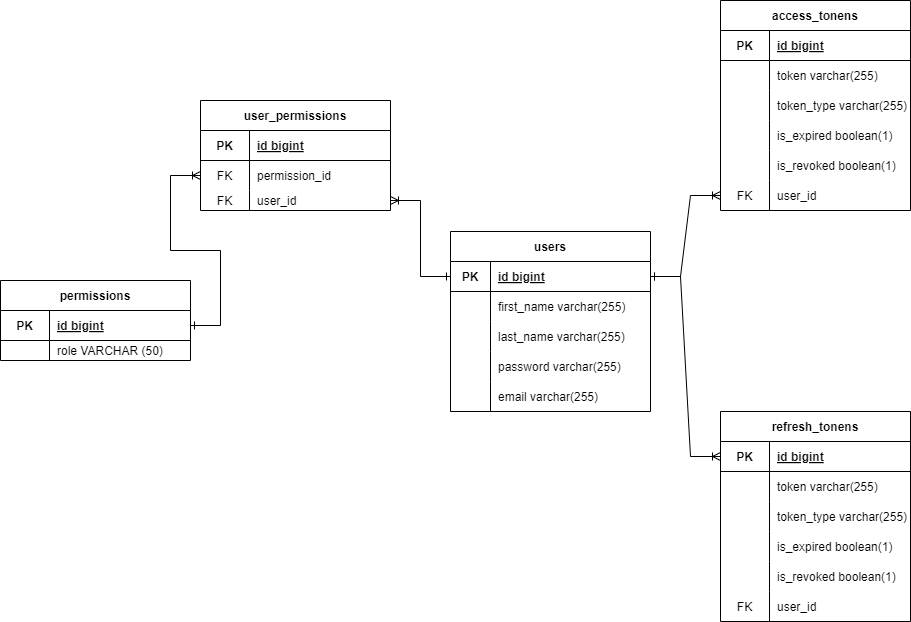 access_tonens
PK id bigint
token varchar(255)
token_type varchar(255)
is_expired boolean(1)
is_revoked boolean(1)
FK user_id
user_permissions
PK id bigint
FK permission_id
FK user_id
users
PK id bigint
first_name varchar(255)
last_name varchar(255)
password varchar(255)
email varchar(255)
permissions
PK id bigint
role VARCHAR (50)
refresh_tonens
PK id bigint
token varchar(255)
token_type varchar(255)
is_expired boolean(1)
is_revoked boolean(1)
FK user_id